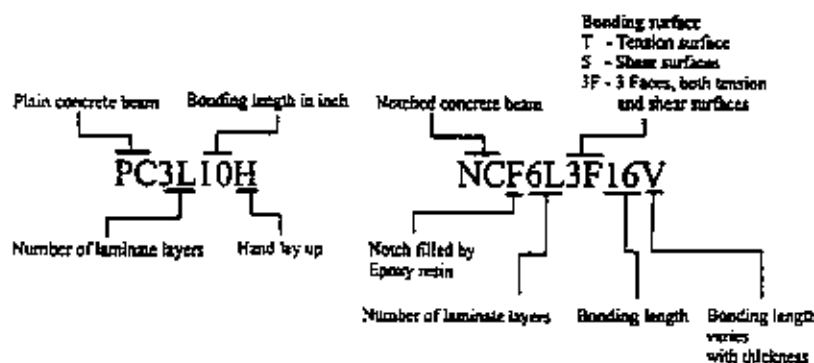 Bonding surface
T - Tension surface
S - Shear surfaces
3F - 3 Faces, both tension
and shear surfaces
Plain concrete beam
Bonding length in inch
Notched concrete beam
PC3L10H
NCF6L3F16V
Number of laminate layers
Hand lay up
Notch filled by
Epoxy resin
Number of laminate layers
Bonding length
Bonding length
varies
with thickness